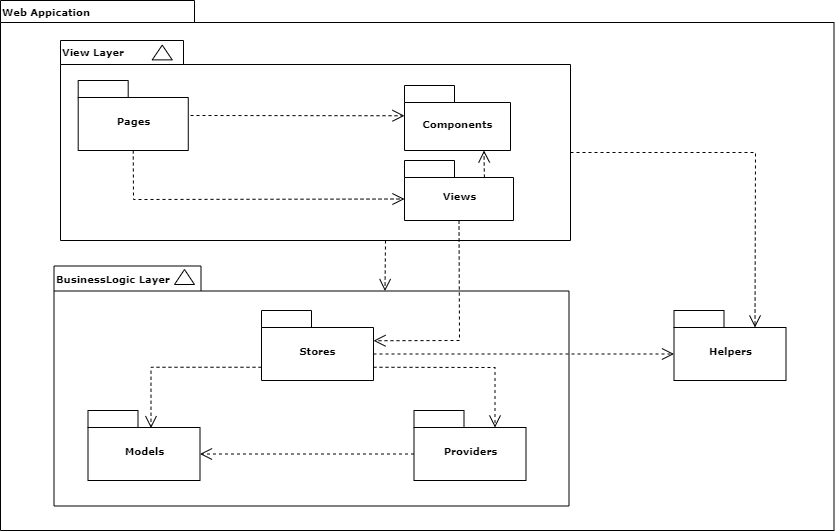 Web Appication
View Layer
Pages
Components
Views
BusinessLogic Layer
Stores
Helpers
Models
Providers